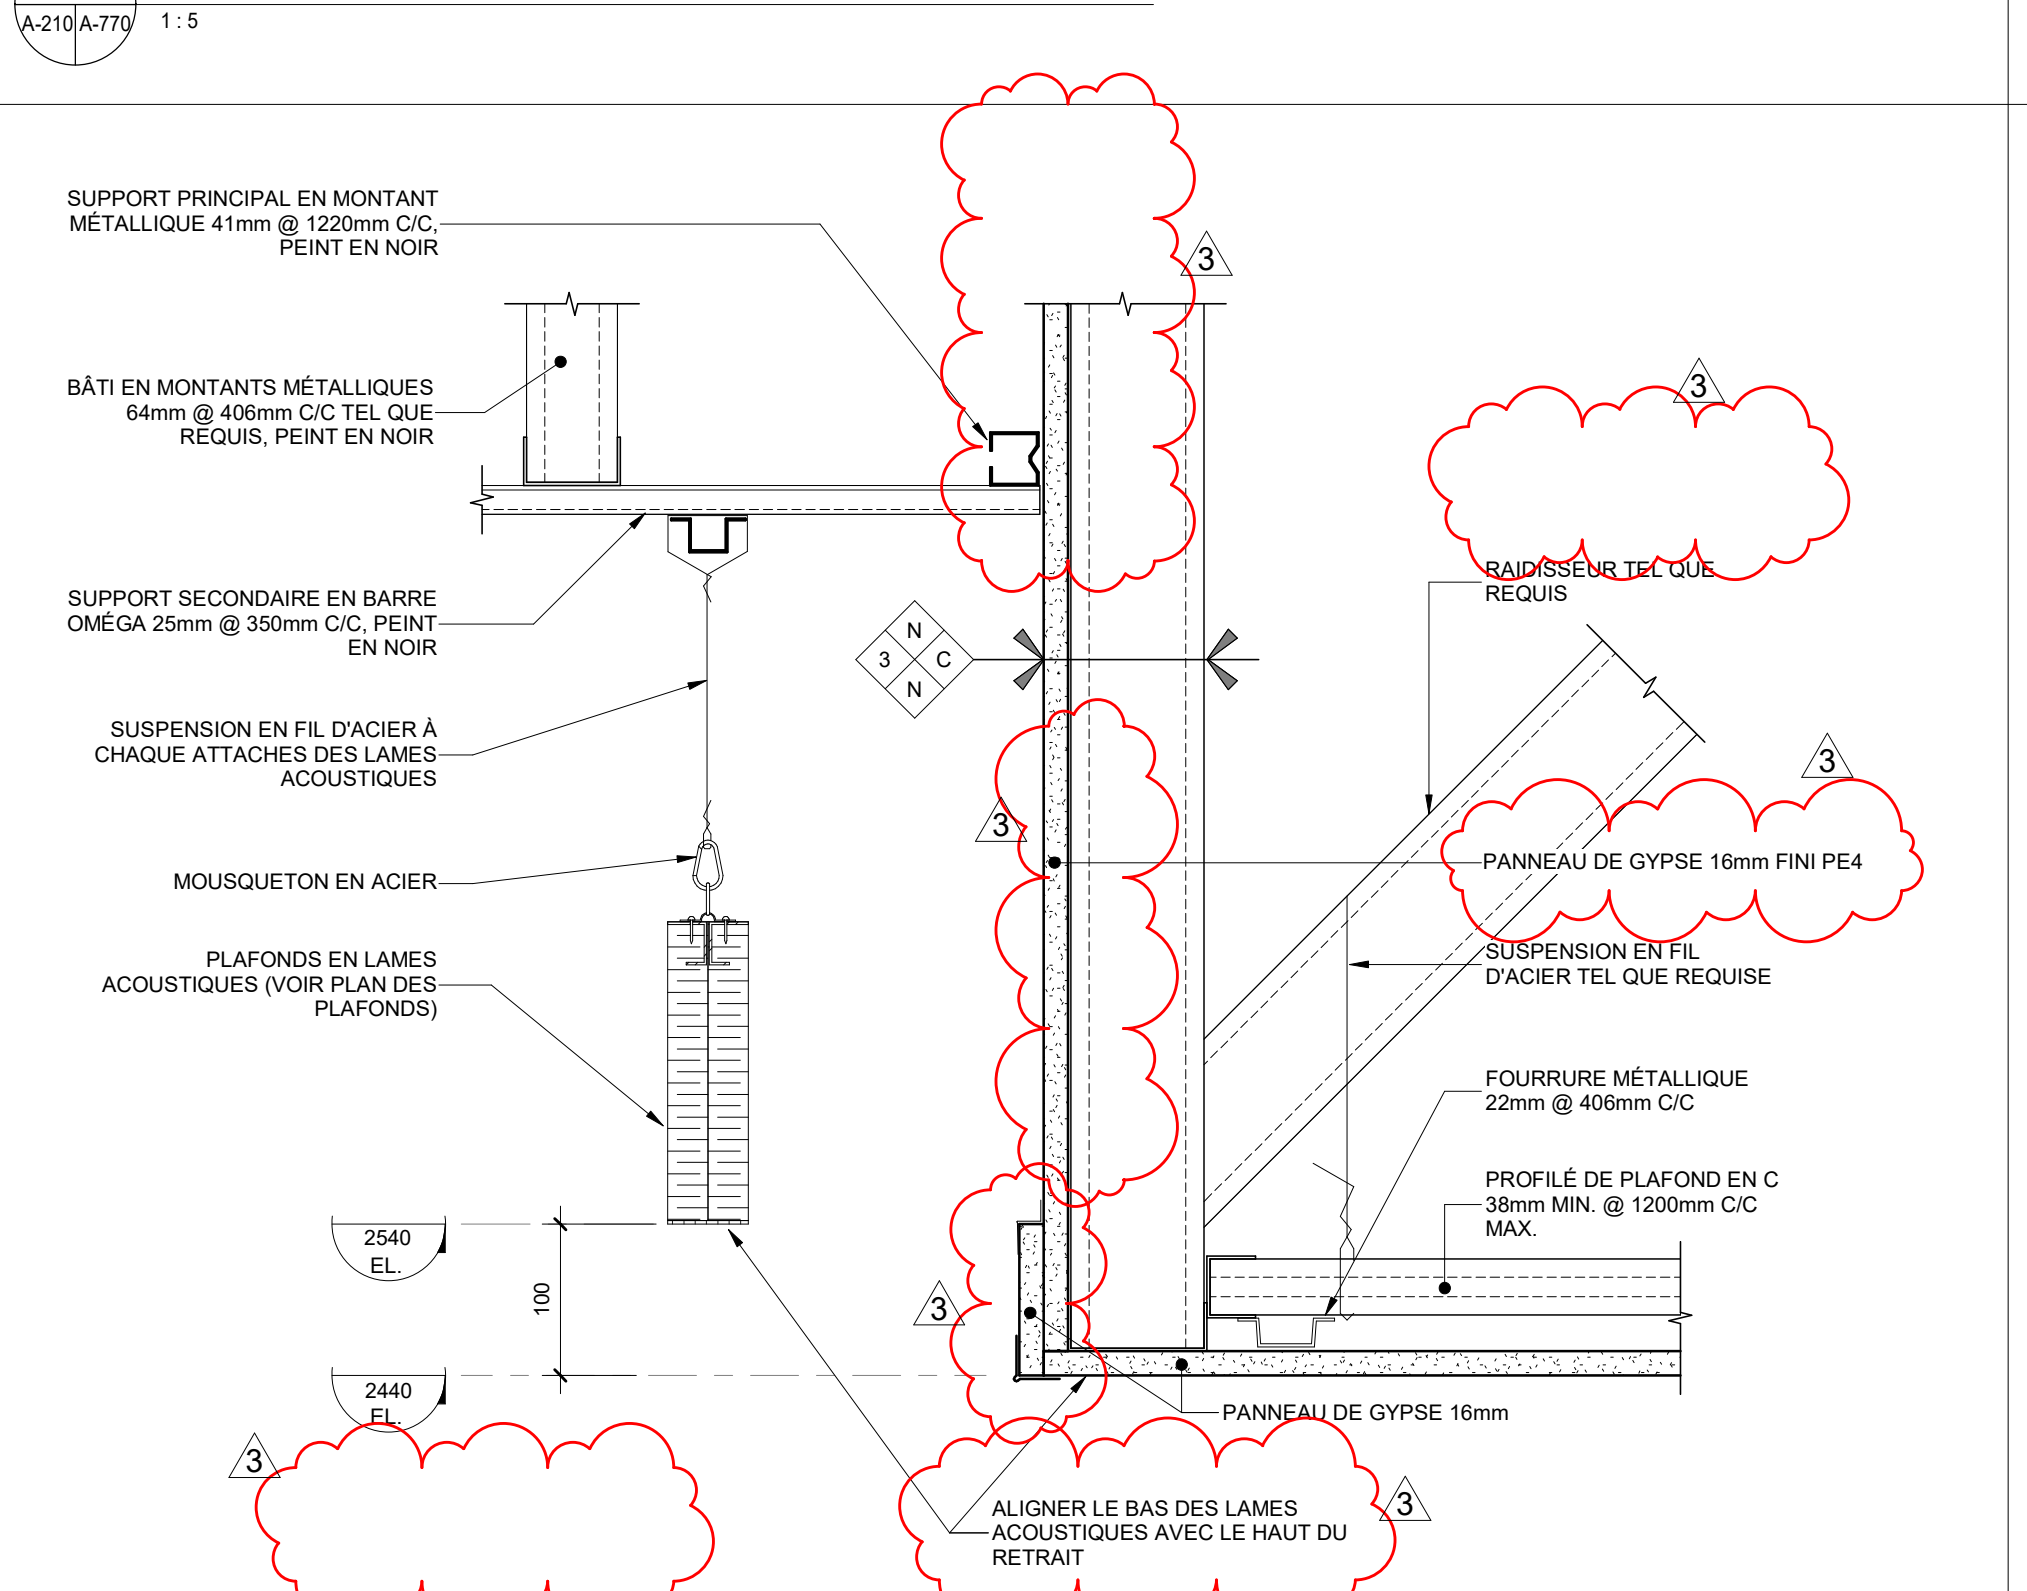 A-210 A-770
1 : 5
SUPPORT PRINCIPAL EN MONTANT
MÉTALLIQUE 41mm @ 1220mm C/C,
PEINT EN NOIR
3
BÂTI EN MONTANTS MÉTALLIQUES
64mm @ 406mm C/C TEL QUE
REQUIS, PEINT EN NOIR
3
RAIDISSEUR TEL QUE
REQUIS
SUPPORT SECONDAIRE EN BARRE
OMÉGA 25mm @ 350mm C/C, PEINT
EN NOIR
N
3 C
N
SUSPENSION EN FIL D'ACIER À
CHAQUE ATTACHES DES LAMES
ACOUSTIQUES
3
3
PANNEAU DE GYPSE 16mm FINI PE4
MOUSQUETON EN ACIER
PLAFONDS EN LAMES
ACOUSTIQUES (VOIR PLAN DES
PLAFONDS)
SUSPENSION EN FIL
D'ACIER TEL QUE REQUISE
FOURRURE MÉTALLIQUE
22mm @ 406mm C/C
PROFILÉ DE PLAFOND EN C
38mm MIN. @ 1200mm C/C
MAX.
2540
EL.
100
3
2440
EL.
PANNEAU DE GYPSE 16mm
3
3
ALIGNER LE BAS DES LAMES
ACOUSTIQUES AVEC LE HAUT DU
RETRAIT